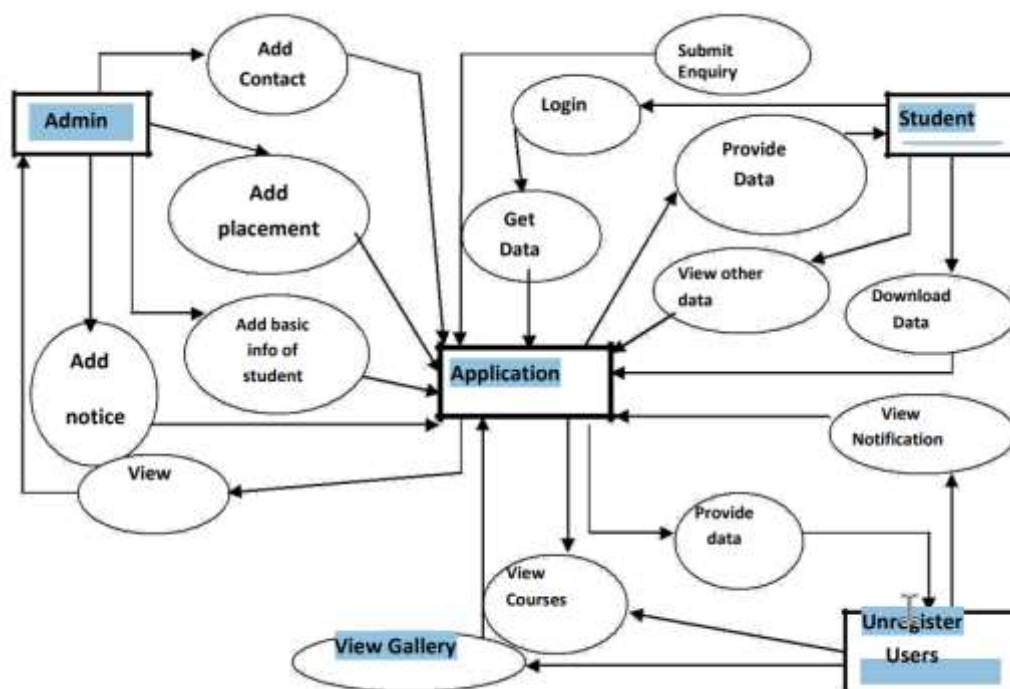 Add
Contact
Submit
Enquiry
Admin
Login
Student
Provide
Data
Add
placement
Get
Data
View other
data
Download
Data
Add basic
info of
student
Add
notice
Application
View
Notification
View
Provide
data
View
Courses
Unregister
Users
View Gallery